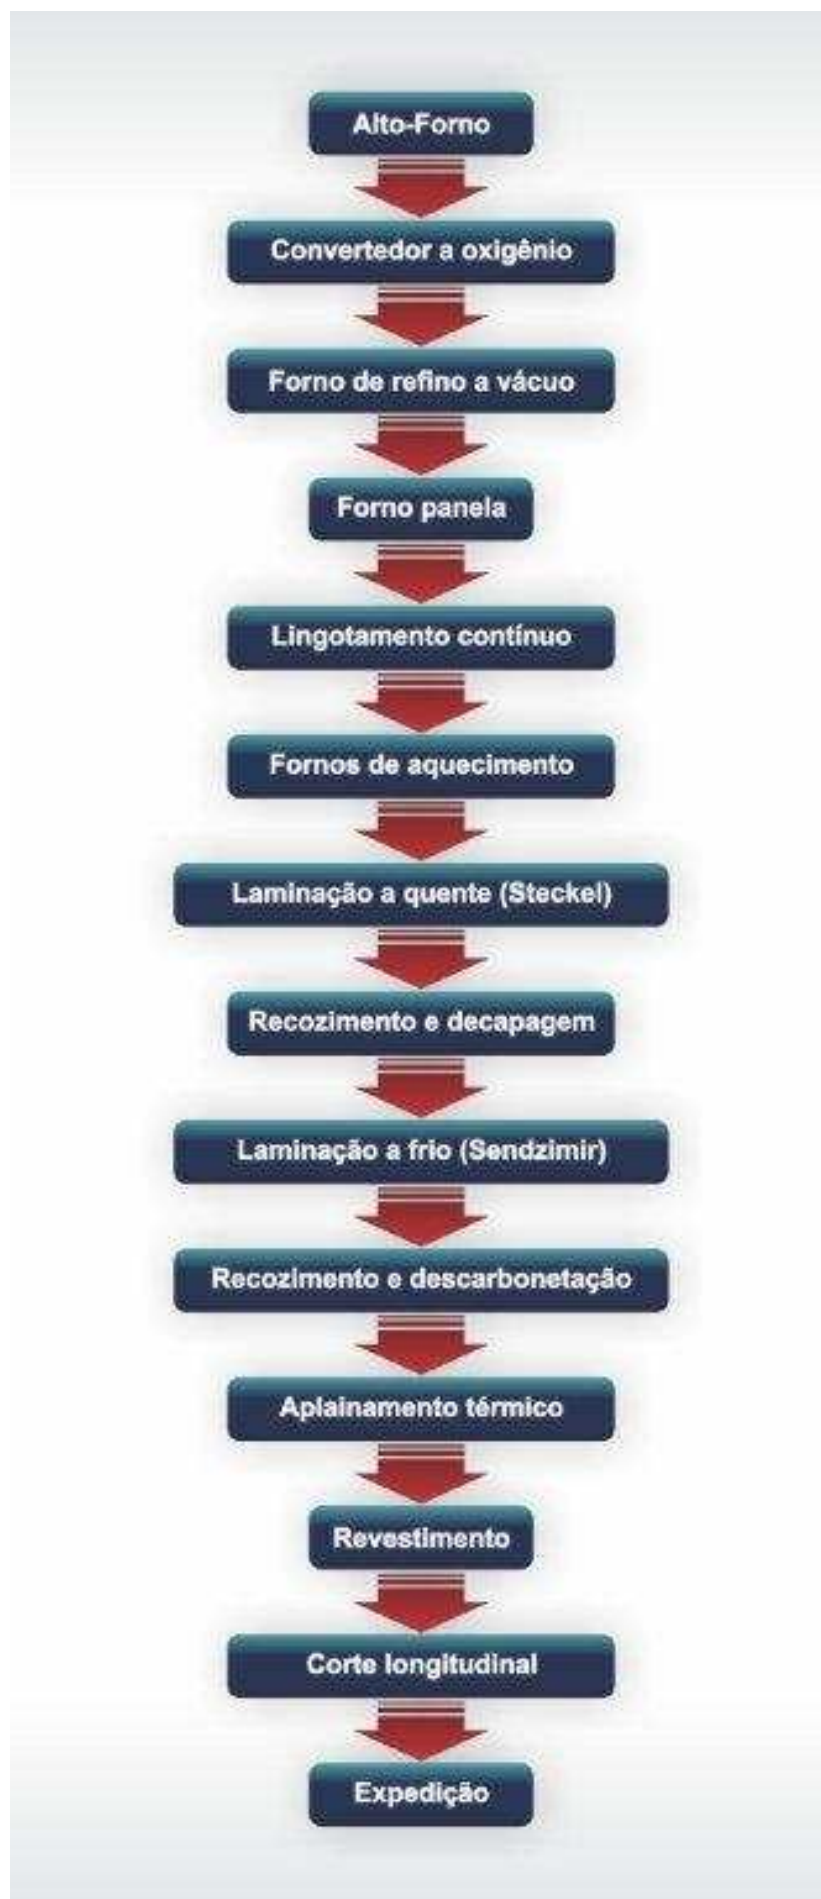 Alto-Forno
Convertedor a oxigênio
Forno de refino a vácuo
Forno panela
Lingotamento contínuo
Fornos de aquecimento
Laminação a quente (Steckel)
Recozimento e decapagem
Laminação a frio (Sendzimir)
Recozimento e descarbonetação
Aplainamento térmico
Revestimento
Corte longitudinal
Expedição